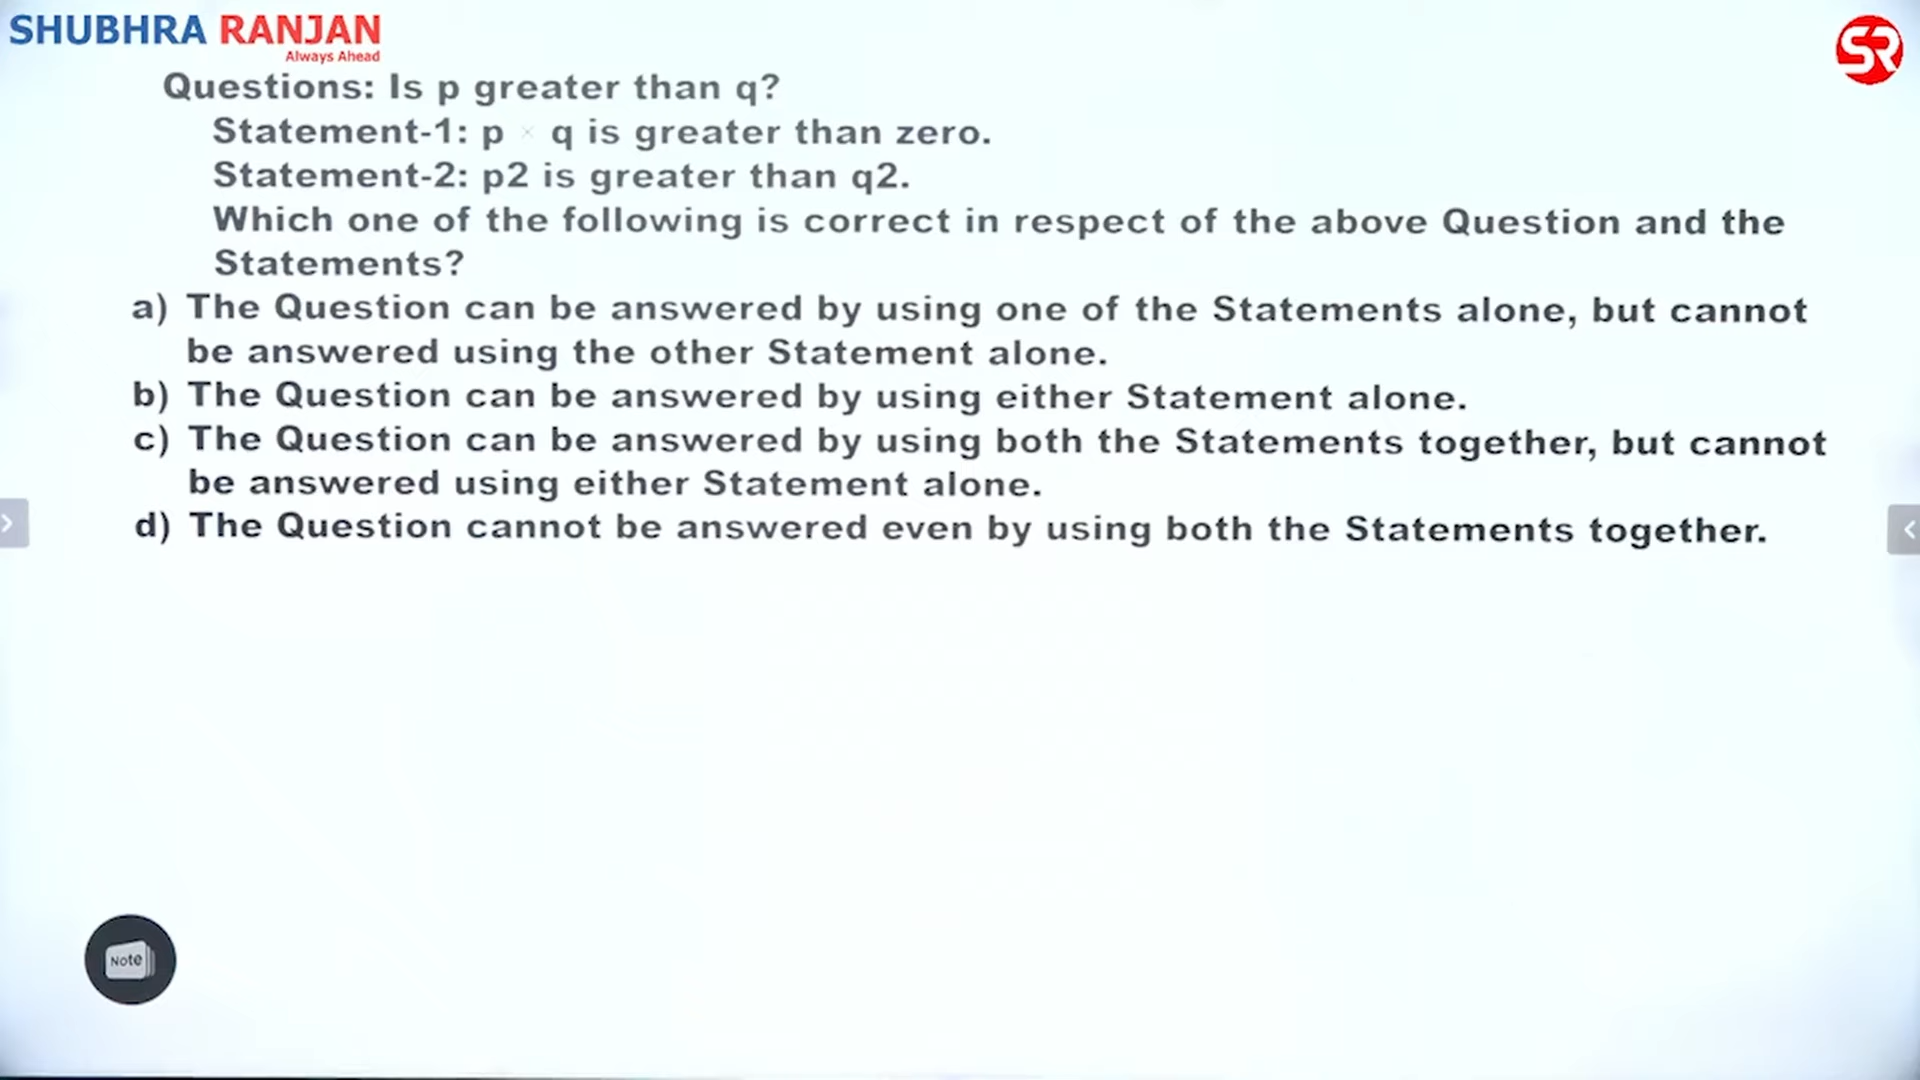 SHUBHRA RANJAN
Always Ahead
SR
Questions: Is p greater than q?
Statement-1: p × q is greater than zero.
Statement-2: p2 is greater than q2.
Which one of the following is correct in respect of the above Question and the
Statements?
a) The Question can be answered by using one of the Statements alone, but cannot
be answered using the other Statement alone.
b) The Question can be answered by using either Statement alone.
c) The Question can be answered by using both the Statements together, but cannot
be answered using either Statement alone.
d) The Question cannot be answered even by using both the Statements together.
Note